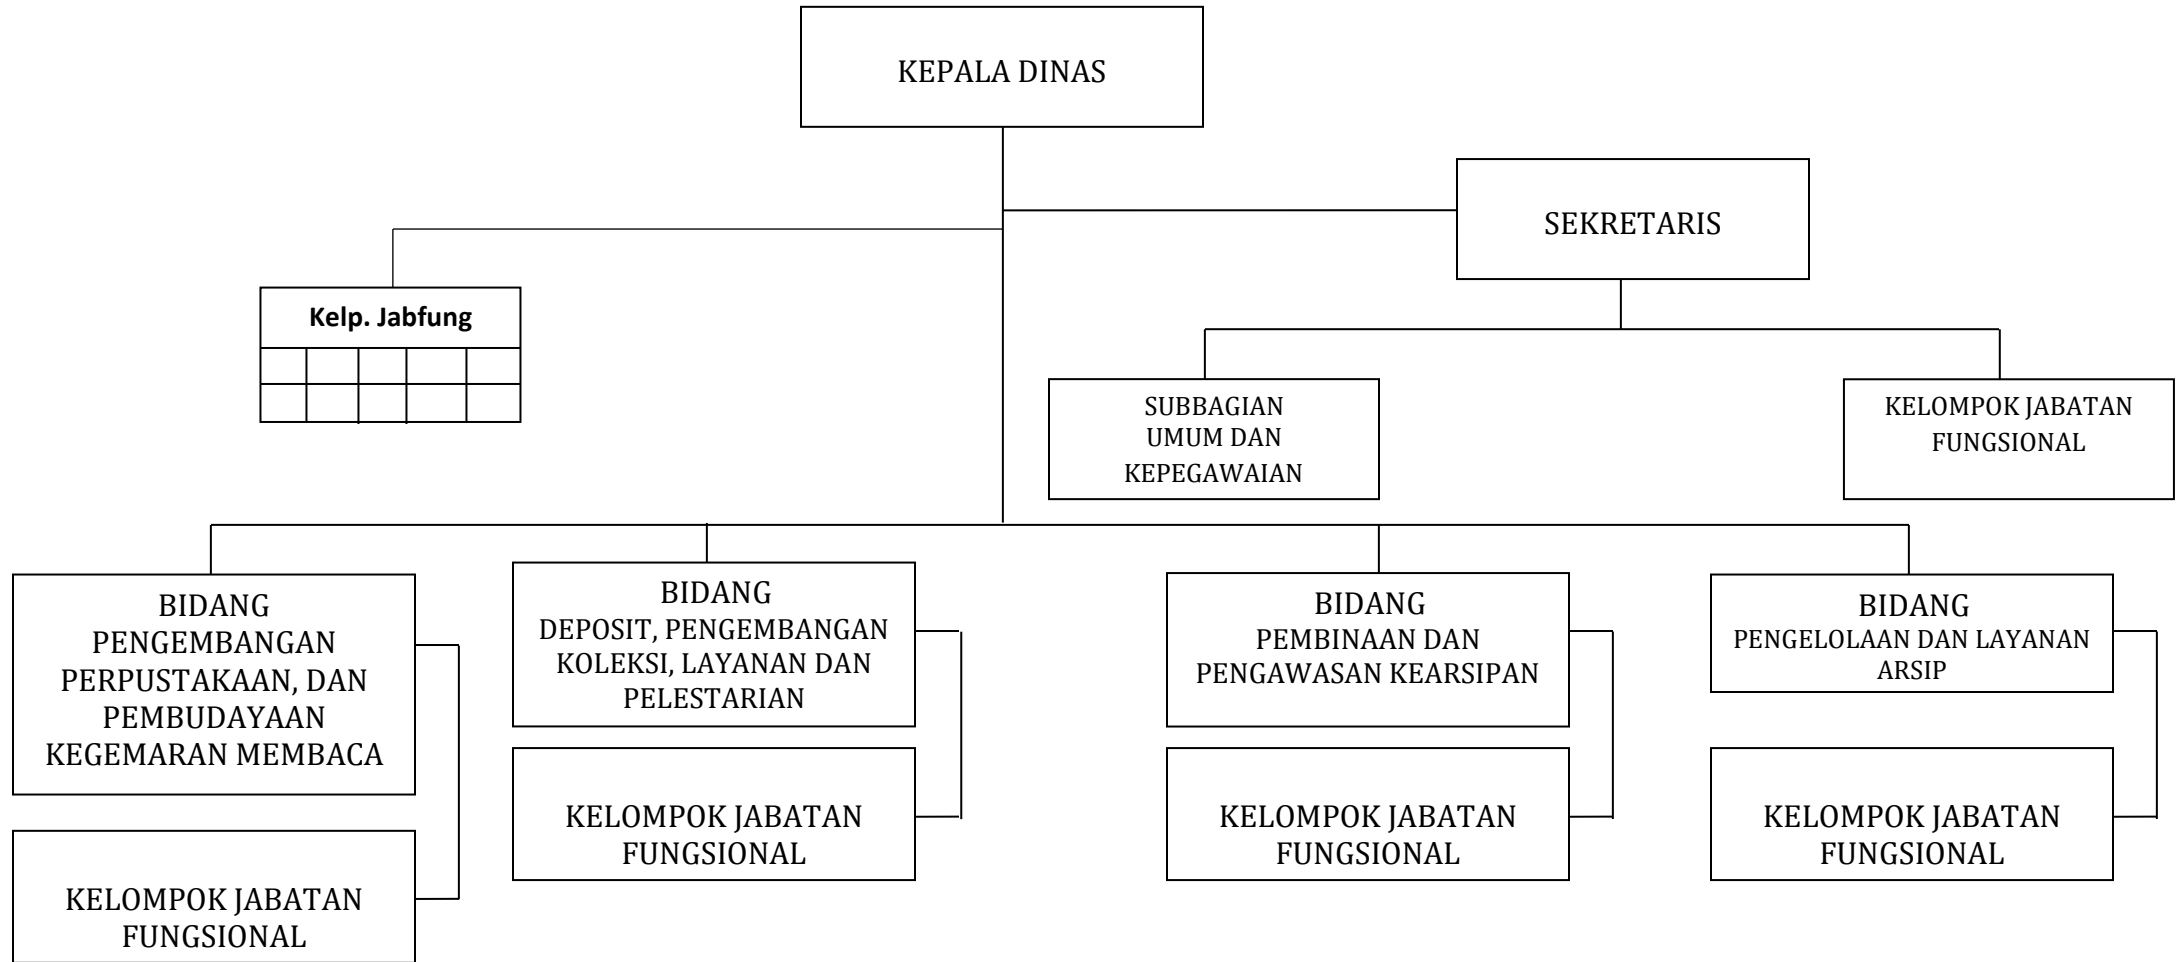 KEPALA DINAS
SEKRETARIS
Kelp. Jabfung
SUBBAGIAN
UMUM DAN
KEPEGAWAIAN
KELOMPOK JABATAN
FUNGSIONAL
BIDANG
PENGEMBANGAN
PERPUSTAKAAN, DAN
PEMBUDAYAAN
KEGEMARAN MEMBACA
BIDANG
DEPOSIT, PENGEMBANGAN
KOLEKSI, LAYANAN DAN
PELESTARIAN
BIDANG
PEMBINAAN DAN
PENGAWASAN KEARSIPAN
BIDANG
PENGELOLAAN DAN LAYANAN
ARSIP
KELOMPOK JABATAN
FUNGSIONAL
KELOMPOK JABATAN
FUNGSIONAL
KELOMPOK JABATAN
FUNGSIONAL
KELOMPOK JABATAN
FUNGSIONAL